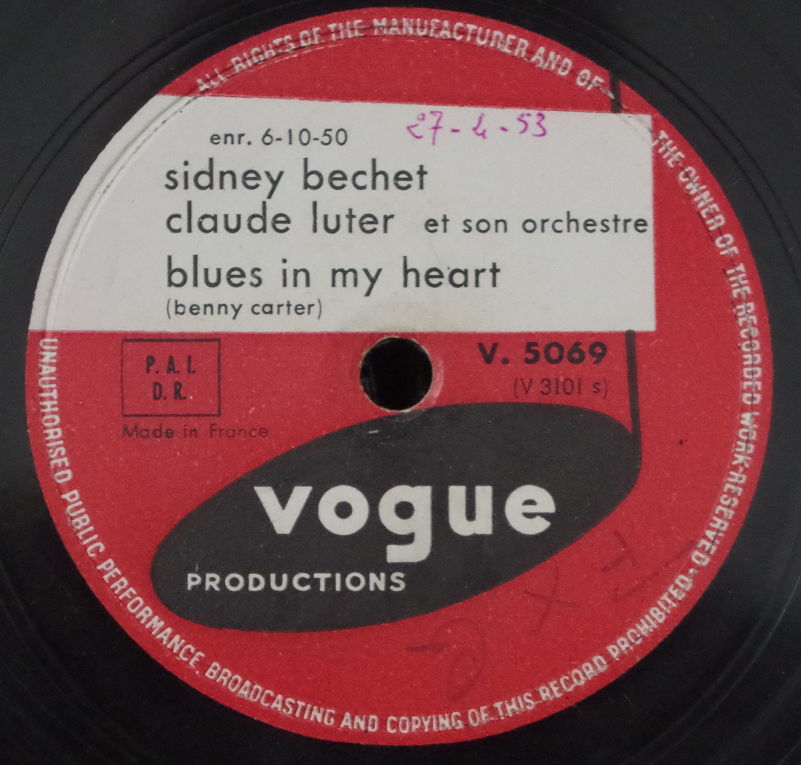 ALL RIGHTS OF THE MANUFACTURER AND OF THE OWNER OF THE RECORDED WORK RESERVED.
enr. 6-10-50
27-4-53
sidney bechet
claude luter et son orchestre
blues in my heart
(benny carter)
P. A. I.
D. R.
Made in France
V. 5069
(V 3101 s)
vogue
PRODUCTIONS
UNAUTHORISED PUBLIC PERFORMANCE BROADCASTING AND COPYING OF THIS RECORD PROHIBITED.